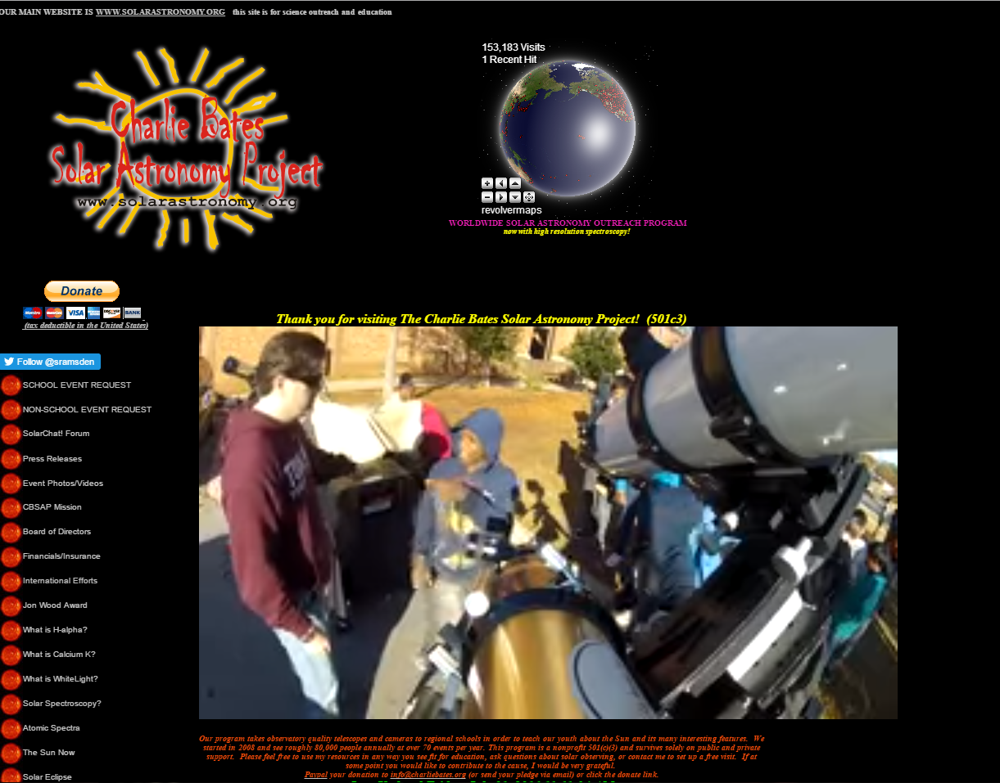 OUR MAIN WEBSITE IS WWW.SOLARASTRONOMY.ORG this site is for science outreach and education
153,183 Visits
1 Recent Hit
Charlie Bates
Solar Astronomy Project
www.solarastronomy.org
revolvermaps
WORLDWIDE SOLAR ASTRONOMY OUTREACH PROGRAM
now with high resolution spectroscopy!
Donate
Maestro MasterCard VISA DISCOVER BANK
(tax deductible in the United States)
Thank you for visiting The Charlie Bates Solar Astronomy Project! (501c3)
Follow @sramsden
SCHOOL EVENT REQUEST
NON-SCHOOL EVENT REQUEST
SolarChat! Forum
Press Releases
Event Photos/Videos
CBSAP Mission
Board of Directors
Financials/Insurance
International Efforts
Jon Wood Award
What is H-alpha?
What is Calcium K?
What is WhiteLight?
Solar Spectroscopy?
Atomic Spectra
The Sun Now
Solar Eclipse
Our program takes observatory quality telescopes and cameras to regional schools in order to teach our youth about the Sun and its many interesting features. We
started in 2008 and see roughly 80,000 people annually at over 70 events per year. This program is a nonprofit 501(c)(3) and survives solely on public and private
support. Please feel free to use my resources in any way you see fit for education, ask questions about solar observing, or contact me to set up a free visit. If at
some point you would like to contribute to the cause, I would be very grateful.
Paypal your donation to info@charliebates.org (or send your pledge via email) or click the donate link.